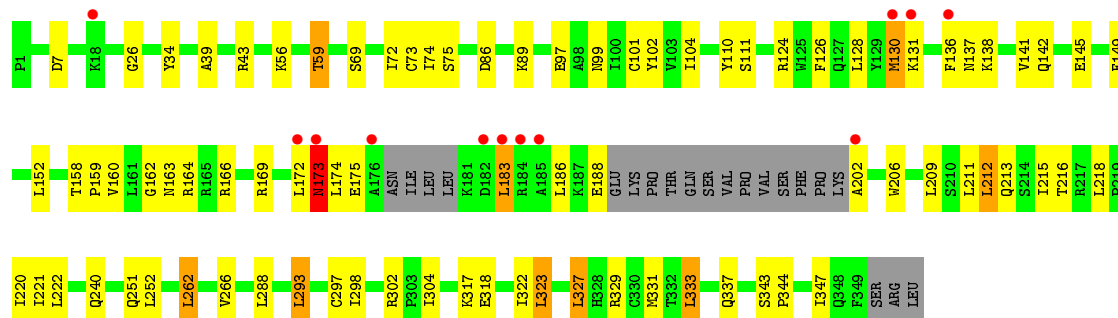 P1 D7 K18 G26 Y34 A39 R43 K56 T59 S69 I72 C73 I74 S75 D86 K89 E97 A98 N99 I100 C101 Y102 V103 I104 Y110 S111 R124 W125 F126 Q127 L128 Y129 M130 K131 F136 N137 K138 V141 Q142 E145
L152 T158 P159 V160 L161 G162 N163 R164 R165 R166 R169 L172 N173 L174 E175 A176 ASN ILE LEU LEU K181 D182 L183 R184 A185 L186 K187 E188 GLU LYS PRO THR GLN SER VAL PRO VAL SER PHE PRO LYS A202 W206 L209 S210 L211 L212 Q213 S214 I215 T216 R217 L218
I220 I221 L222 Q240 Q251 L252 L262 V266 L288 L293 C297 I298 R302 P303 I304 K317 E318 I322 L323 L327 H328 R329 C330 M331 T332 L333 Q337 S343 P344 I347 Q348 F349 SER ARG LEU